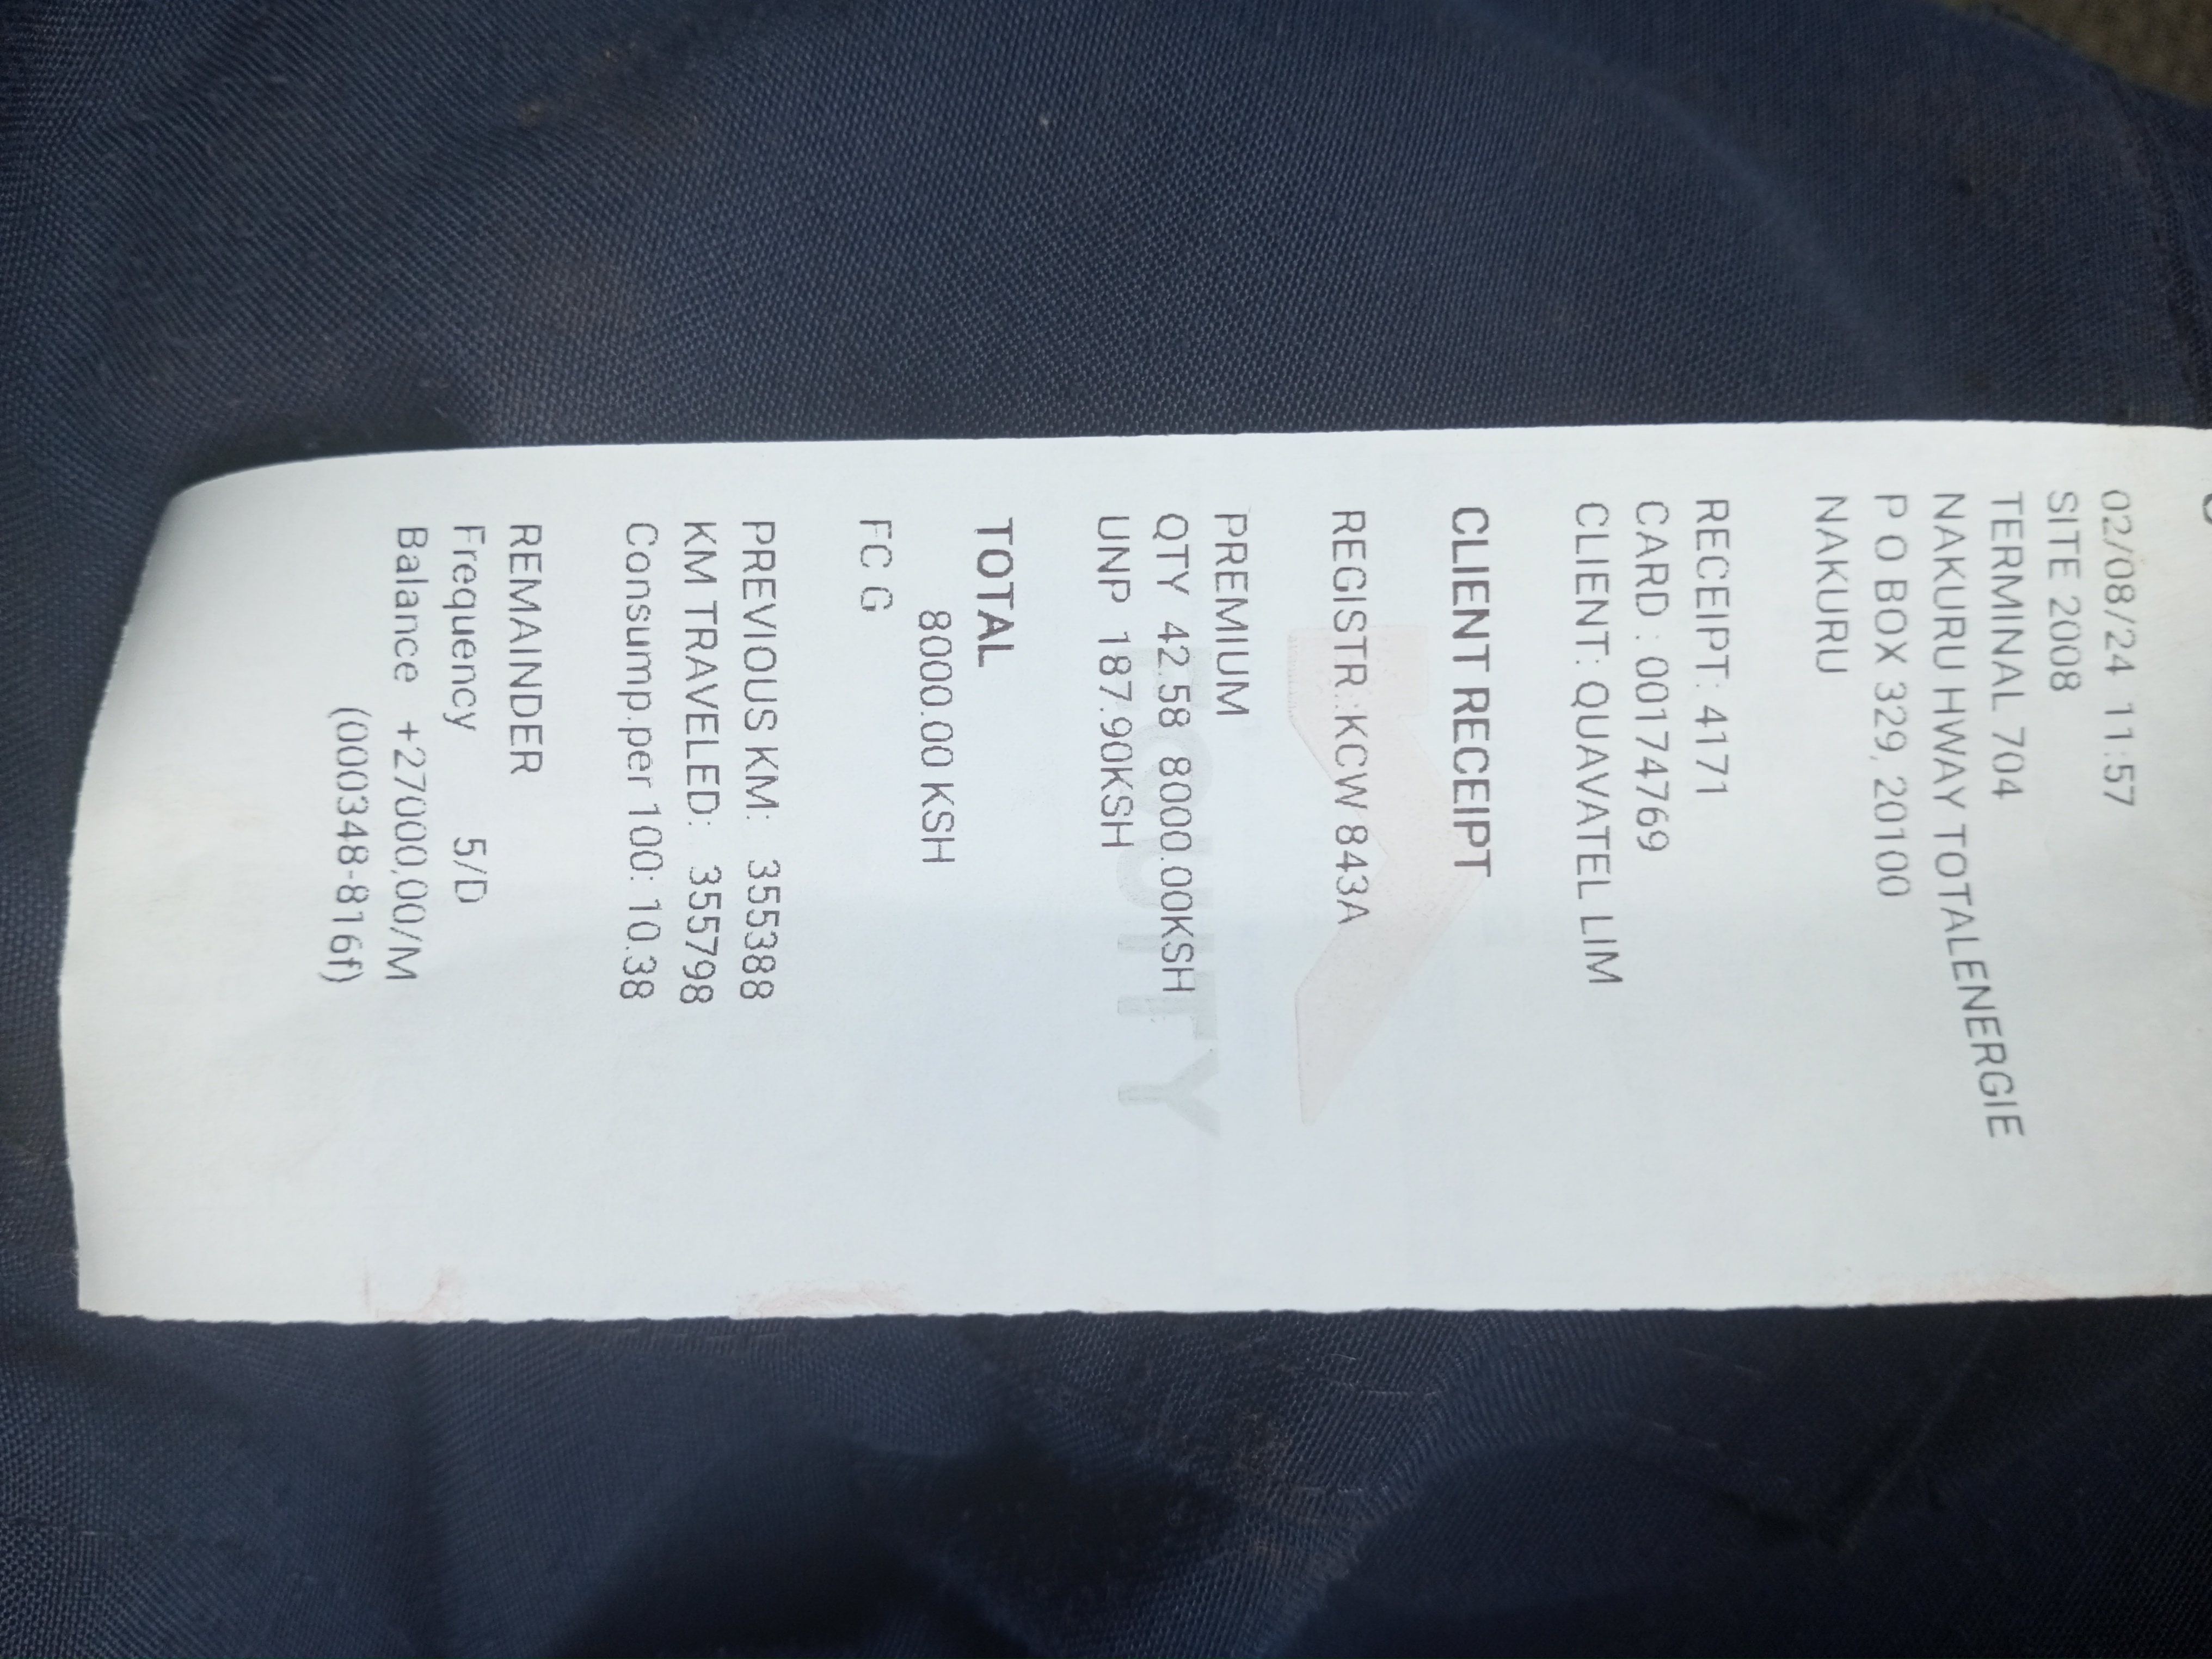 02/08/24 11:57
SITE 2008
TERMINAL 704
NAKURU HWAY TOTALENERGIE
P O BOX 329, 20100
NAKURU
RECEIPT: 4171
CARD : 00174769
CLIENT: QUAVATEL LIM
CLIENT RECEIPT
REGISTR.:KCW 843A
PREMIUM
QTY 42.58 8000.00KSH
UNP 187.90KSH
EQUITY
TOTAL
8000.00 KSH
FC G
PREVIOUS KM: 355388
KM TRAVELED: 355798
Consump.per 100: 10.38
REMAINDER
Frequency 5/D
Balance +27000,00/M
(000348-816f)